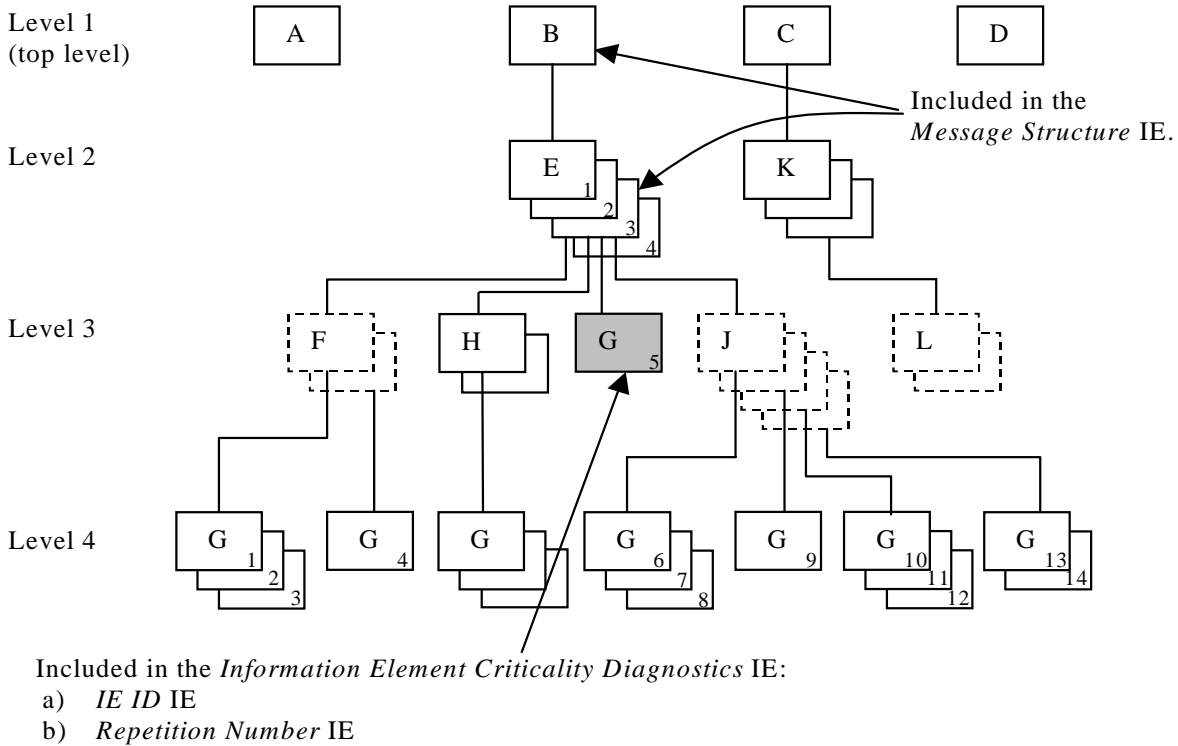 Level 1
(top level)
A
B
C
D
Included in the
Message Structure IE.
Level 2
E
1
2
3
4
K
Level 3
F
H
G
5
J
L
Level 4
G
1
2
3
G
4
G
G
6
7
8
G
9
G
10
11
12
G
13
14
Included in the Information Element Criticality Diagnostics IE:
a) IE ID IE
b) Repetition Number IE